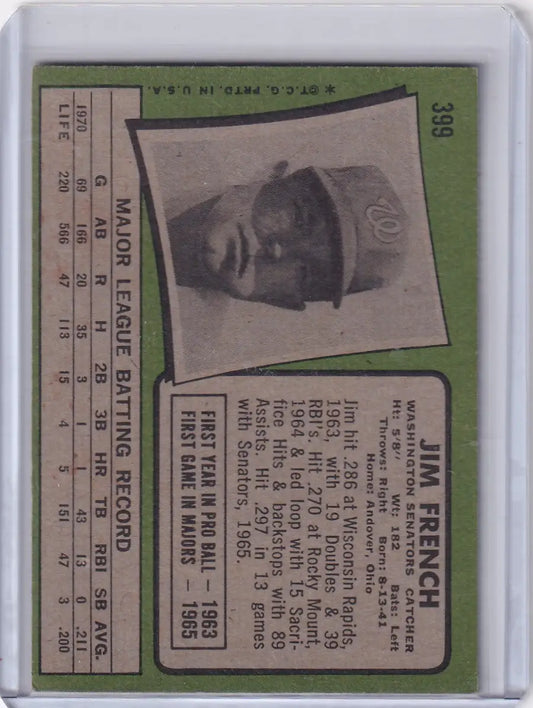 399
JIM FRENCH
WASHINGTON SENATORS CATCHER
Ht: 5'8" Wt: 182 Bats: Left
Throws: Right Born: 8-13-41
Home: Andover, Ohio
Jim hit .286 at Wisconsin Rapids,
1963, with 19 Doubles & 39
RBI's. Hit .270 at Rocky Mount,
1964 & led loop with 15 Sacri-
fice Hits & backstops with 89
Assists. Hit .297 in 13 games
with Senators, 1965.
FIRST YEAR IN PRO BALL — 1963
FIRST GAME IN MAJORS — 1965
W
*©T.C.G. PRTD. IN U.S.A.
MAJOR LEAGUE BATTING RECORD
G AB R H 2B 3B HR TB RBI SB AVG.
1970 69 166 20 35 3 1 1 43 13 0 .211
LIFE 220 566 47 113 15 4 5 151 47 3 .200